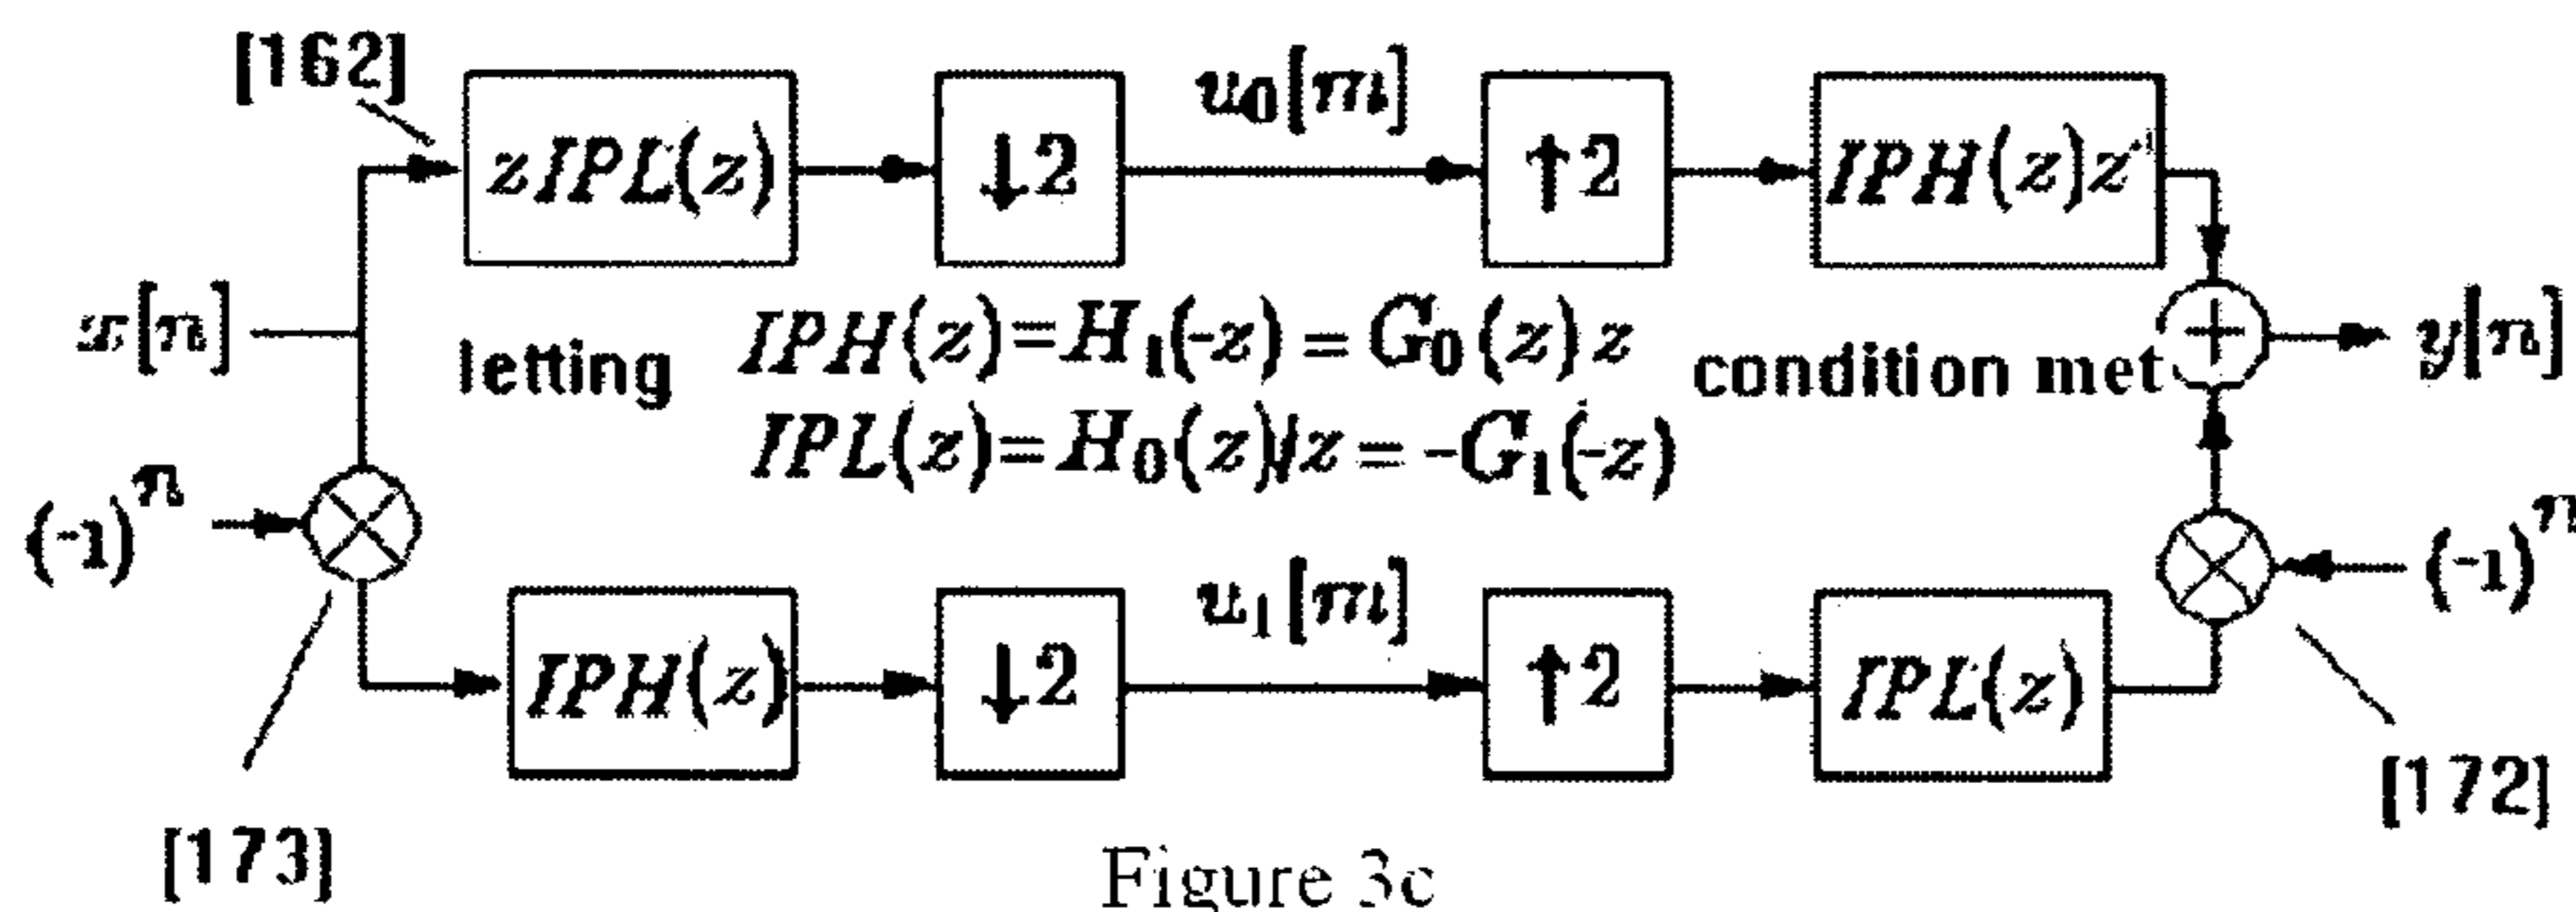 [162]
zIPL(z)
↓2
u₀[m]
↑2
IPH(z)z⁻¹
x[n]
letting
IPH(z)=H₁(-z)=G₀(z)z
IPL(z)=H₀(z)/z=-G₁(-z)
condition met
+
y[n]
(-1)ⁿ
(-1)ⁿ
IPH(z)
↓2
u₁[m]
↑2
IPL(z)
[173]
[172]
Figure 3c